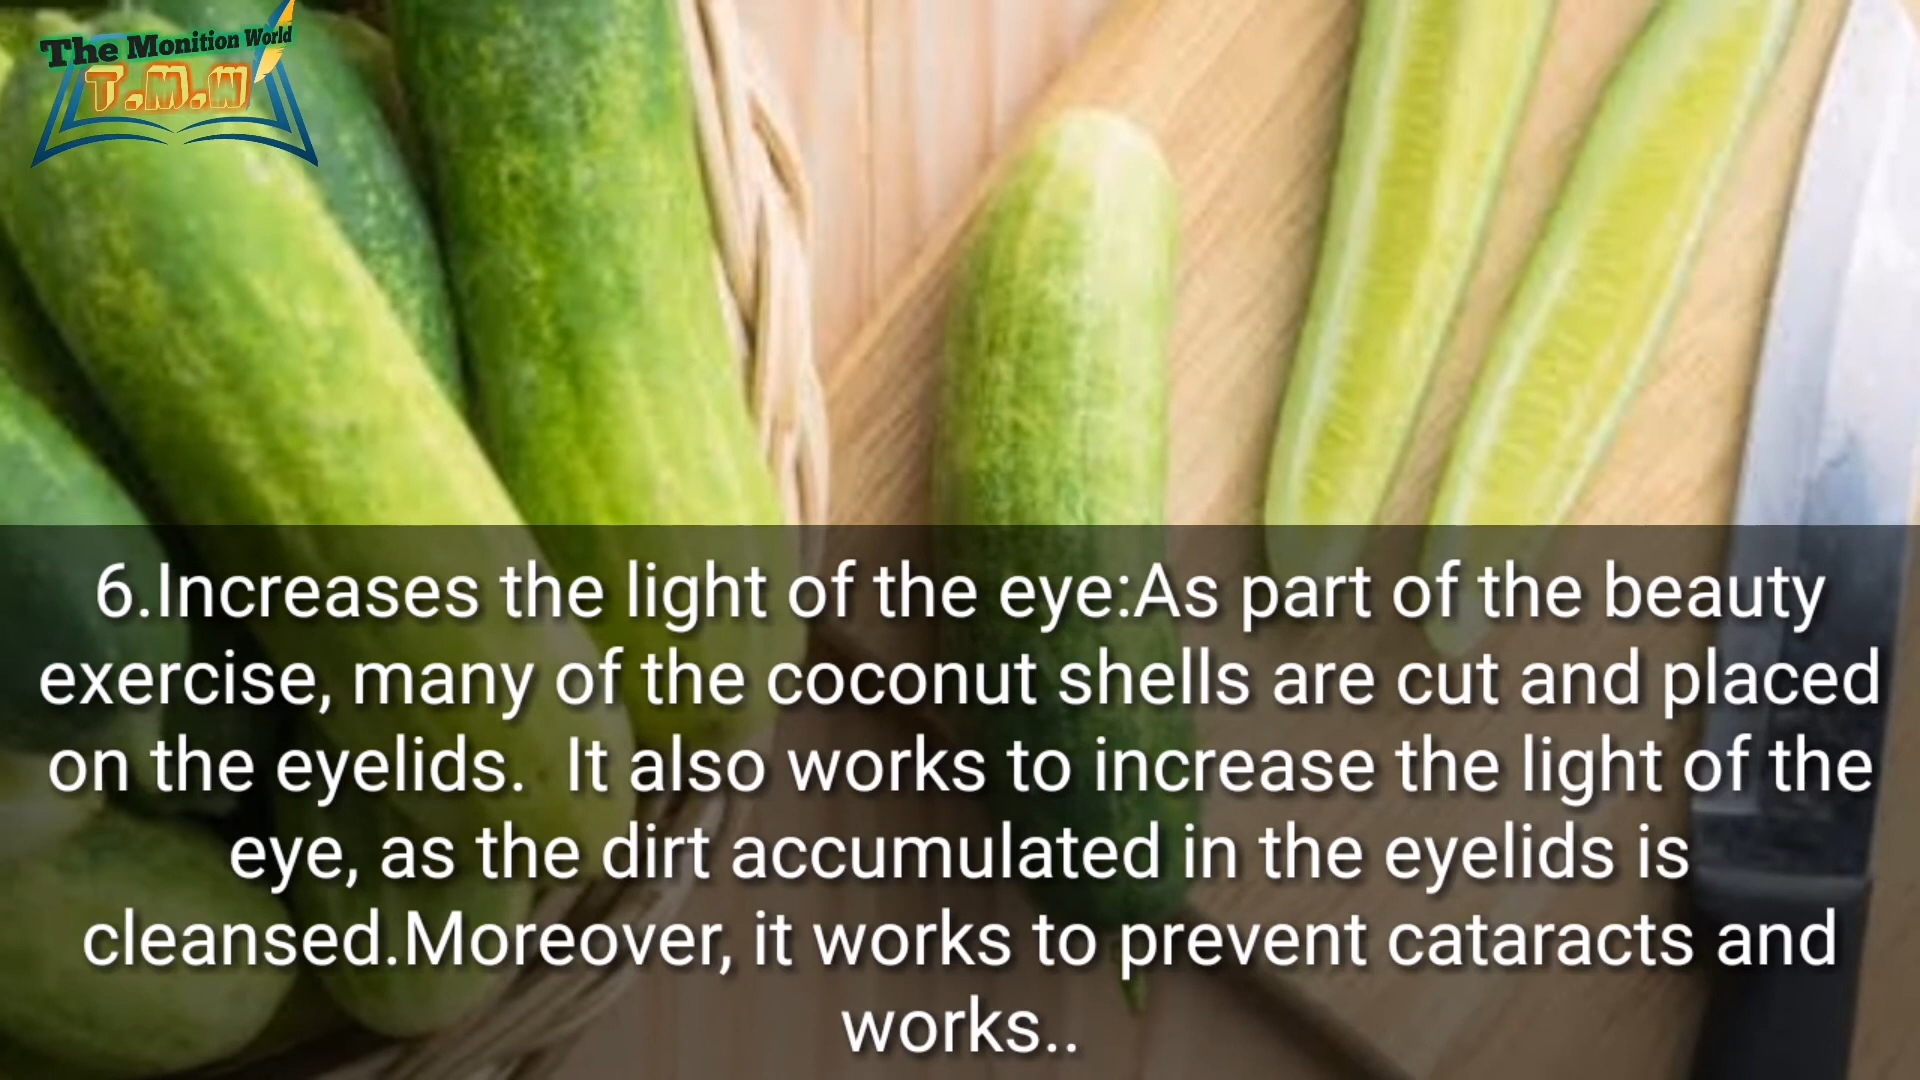 The Monition World
T.M.W
6.Increases the light of the eye:As part of the beauty
exercise, many of the coconut shells are cut and placed
on the eyelids.  It also works to increase the light of the
eye, as the dirt accumulated in the eyelids is
cleansed.Moreover, it works to prevent cataracts and
works..